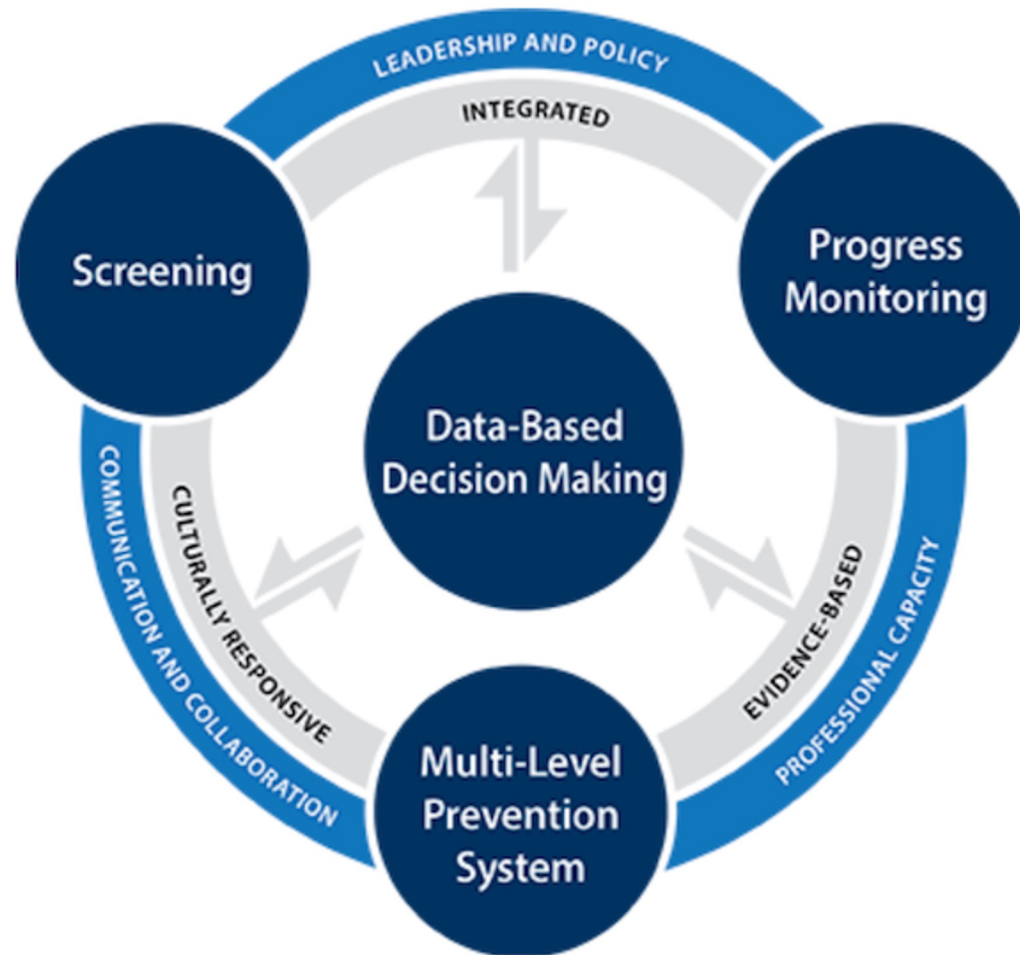 LEADERSHIP AND POLICY
INTEGRATED
Screening
Progress
Monitoring
Data-Based
Decision Making
COMMUNICATION AND COLLABORATION
CULTURALLY RESPONSIVE
EVIDENCE-BASED
PROFESSIONAL CAPACITY
Multi-Level
Prevention
System